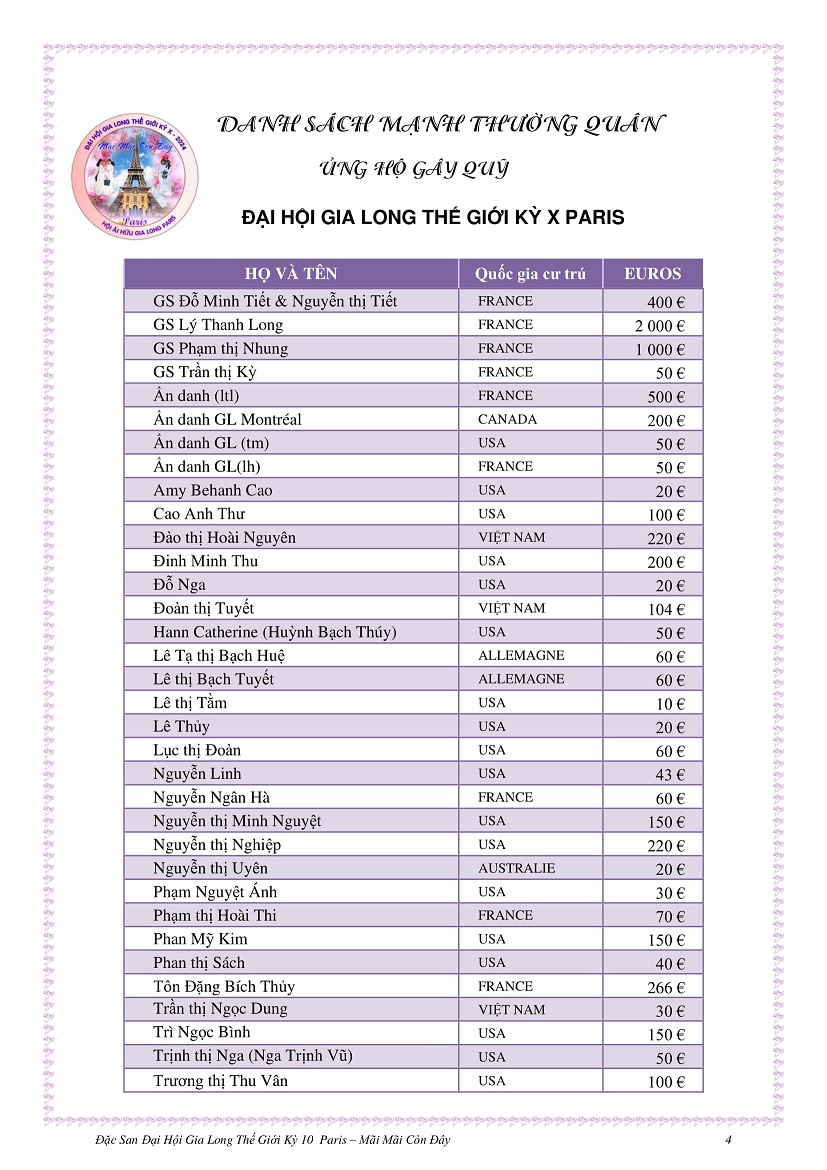 ĐẠI HỘI GIA LONG THẾ GIỚI KỲ X - 2024
Mãi Mãi Còn Đây
Paris
HỘI ÁI HỮU GIA LONG PARIS
DANH SÁCH MẠNH THƯỜNG QUÂN
ỦNG HỘ GÂY QUỸ
ĐẠI HỘI GIA LONG THẾ GIỚI KỲ X PARIS
HỌ VÀ TÊN Quốc gia cư trú EUROS
GS Đỗ Minh Tiết & Nguyễn thị Tiết FRANCE 400 €
GS Lý Thanh Long FRANCE 2 000 €
GS Phạm thị Nhung FRANCE 1 000 €
GS Trần thị Kỳ FRANCE 50 €
Ẩn danh (ltl) FRANCE 500 €
Ẩn danh GL Montréal CANADA 200 €
Ẩn danh GL (tm) USA 50 €
Ẩn danh GL(lh) FRANCE 50 €
Amy Behanh Cao USA 20 €
Cao Anh Thư USA 100 €
Đào thị Hoài Nguyên VIỆT NAM 220 €
Đinh Minh Thu USA 200 €
Đỗ Nga USA 20 €
Đoàn thị Tuyết VIỆT NAM 104 €
Hann Catherine (Huỳnh Bạch Thúy) USA 50 €
Lê Tạ thị Bạch Huệ ALLEMAGNE 60 €
Lê thị Bạch Tuyết ALLEMAGNE 60 €
Lê thị Tằm USA 10 €
Lê Thủy USA 20 €
Lục thị Đoàn USA 60 €
Nguyễn Linh USA 43 €
Nguyễn Ngân Hà FRANCE 60 €
Nguyễn thị Minh Nguyệt USA 150 €
Nguyễn thị Nghiệp USA 220 €
Nguyễn thị Uyên AUSTRALIE 20 €
Phạm Nguyệt Ánh USA 30 €
Phạm thị Hoài Thi FRANCE 70 €
Phan Mỹ Kim USA 150 €
Phan thị Sách USA 40 €
Tôn Đặng Bích Thủy FRANCE 266 €
Trần thị Ngọc Dung VIỆT NAM 30 €
Trì Ngọc Bình USA 150 €
Trịnh thị Nga (Nga Trịnh Vũ) USA 50 €
Trương thị Thu Vân USA 100 €
Đặc San Đại Hội Gia Long Thế Giới Kỳ 10 Paris – Mãi Mãi Còn Đây 4